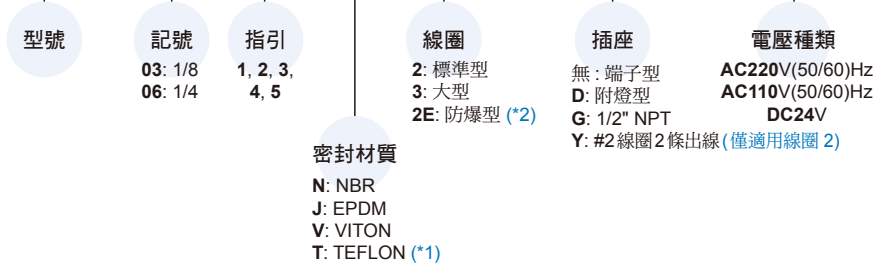 型號
記號
03: 1/8
06: 1/4
指引
1, 2, 3,
4, 5
密封材質
N: NBR
J: EPDM
V: VITON
T: TEFLON (*1)
線圈
2: 標準型
3: 大型
2E: 防爆型 (*2)
插座
無 : 端子型
D: 附燈型
G: 1/2" NPT
Y: #2線圈2條出線(僅適用線圈 2)
電壓種類
AC220V(50/60)Hz
AC110V(50/60)Hz
DC24V